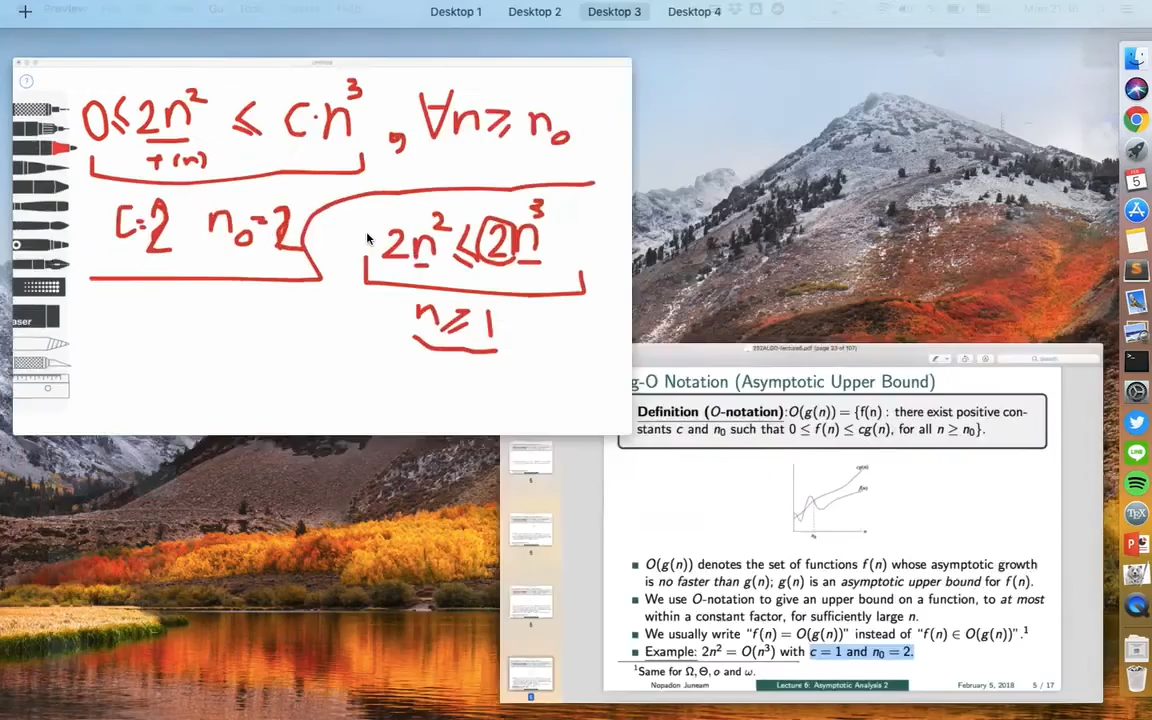 Desktop 1 Desktop 2 Desktop 3 Desktop 4
0 ≤ 2n² ≤ c·n³ , ∀n ≥ n₀
f(n)
c=2 n₀=2
2n² ≤ 2n³
n ≥ 1
g-O Notation (Asymptotic Upper Bound)
Definition (O-notation):O(g(n)) = {f(n) : there exist positive con-
stants c and n₀ such that 0 ≤ f(n) ≤ cg(n), for all n ≥ n₀}.
cg(n)
f(n)
n₀
O(g(n)) denotes the set of functions f(n) whose asymptotic growth
is no faster than g(n); g(n) is an asymptotic upper bound for f(n).
We use O-notation to give an upper bound on a function, to at most
within a constant factor, for sufficiently large n.
We usually write "f(n) = O(g(n))" instead of "f(n) ∈ O(g(n))".¹
Example: 2n² = O(n³) with c = 1 and n₀ = 2.
¹Same for Ω, Θ, o and ω.
Nopadon Juneam Lecture 6: Asymptotic Analysis 2 February 5, 2018 5 / 17